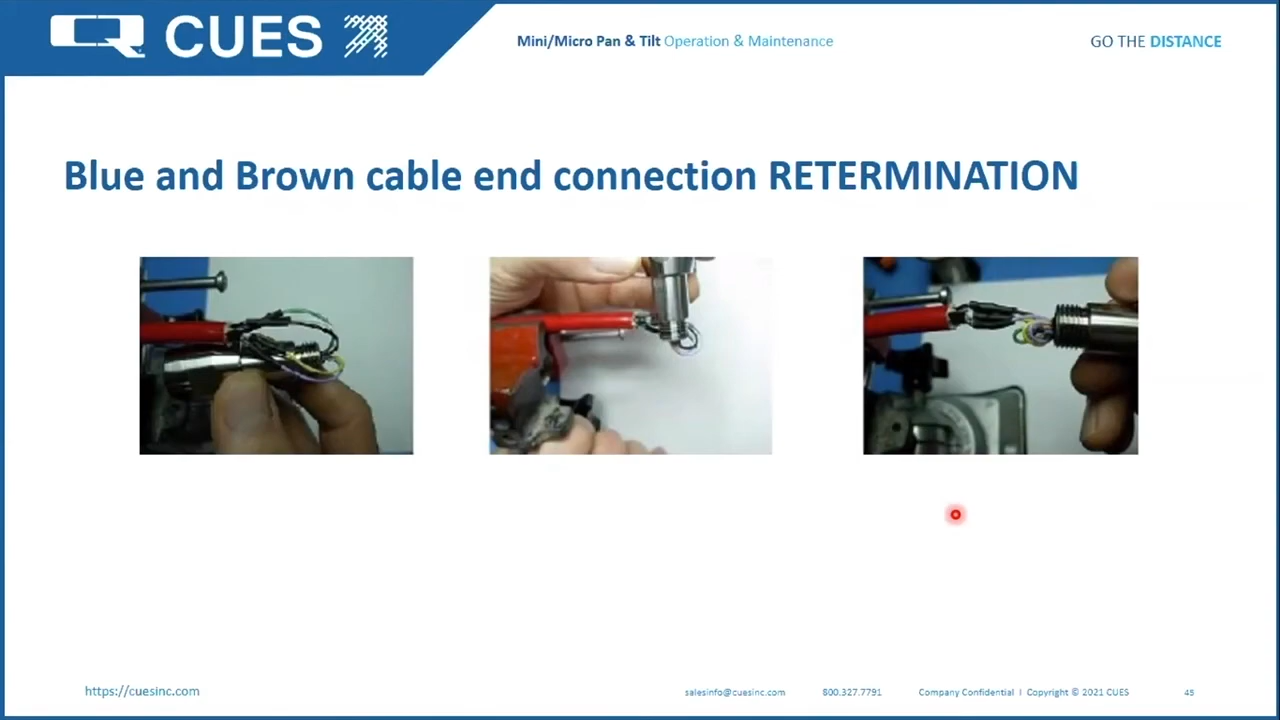 CUES
Mini/Micro Pan & Tilt Operation & Maintenance
GO THE DISTANCE
Blue and Brown cable end connection RETERMINATION
https://cuesinc.com
salesinfo@cuesinc.com
800.327.7791
Company Confidential I Copyright © 2021 CUES
45